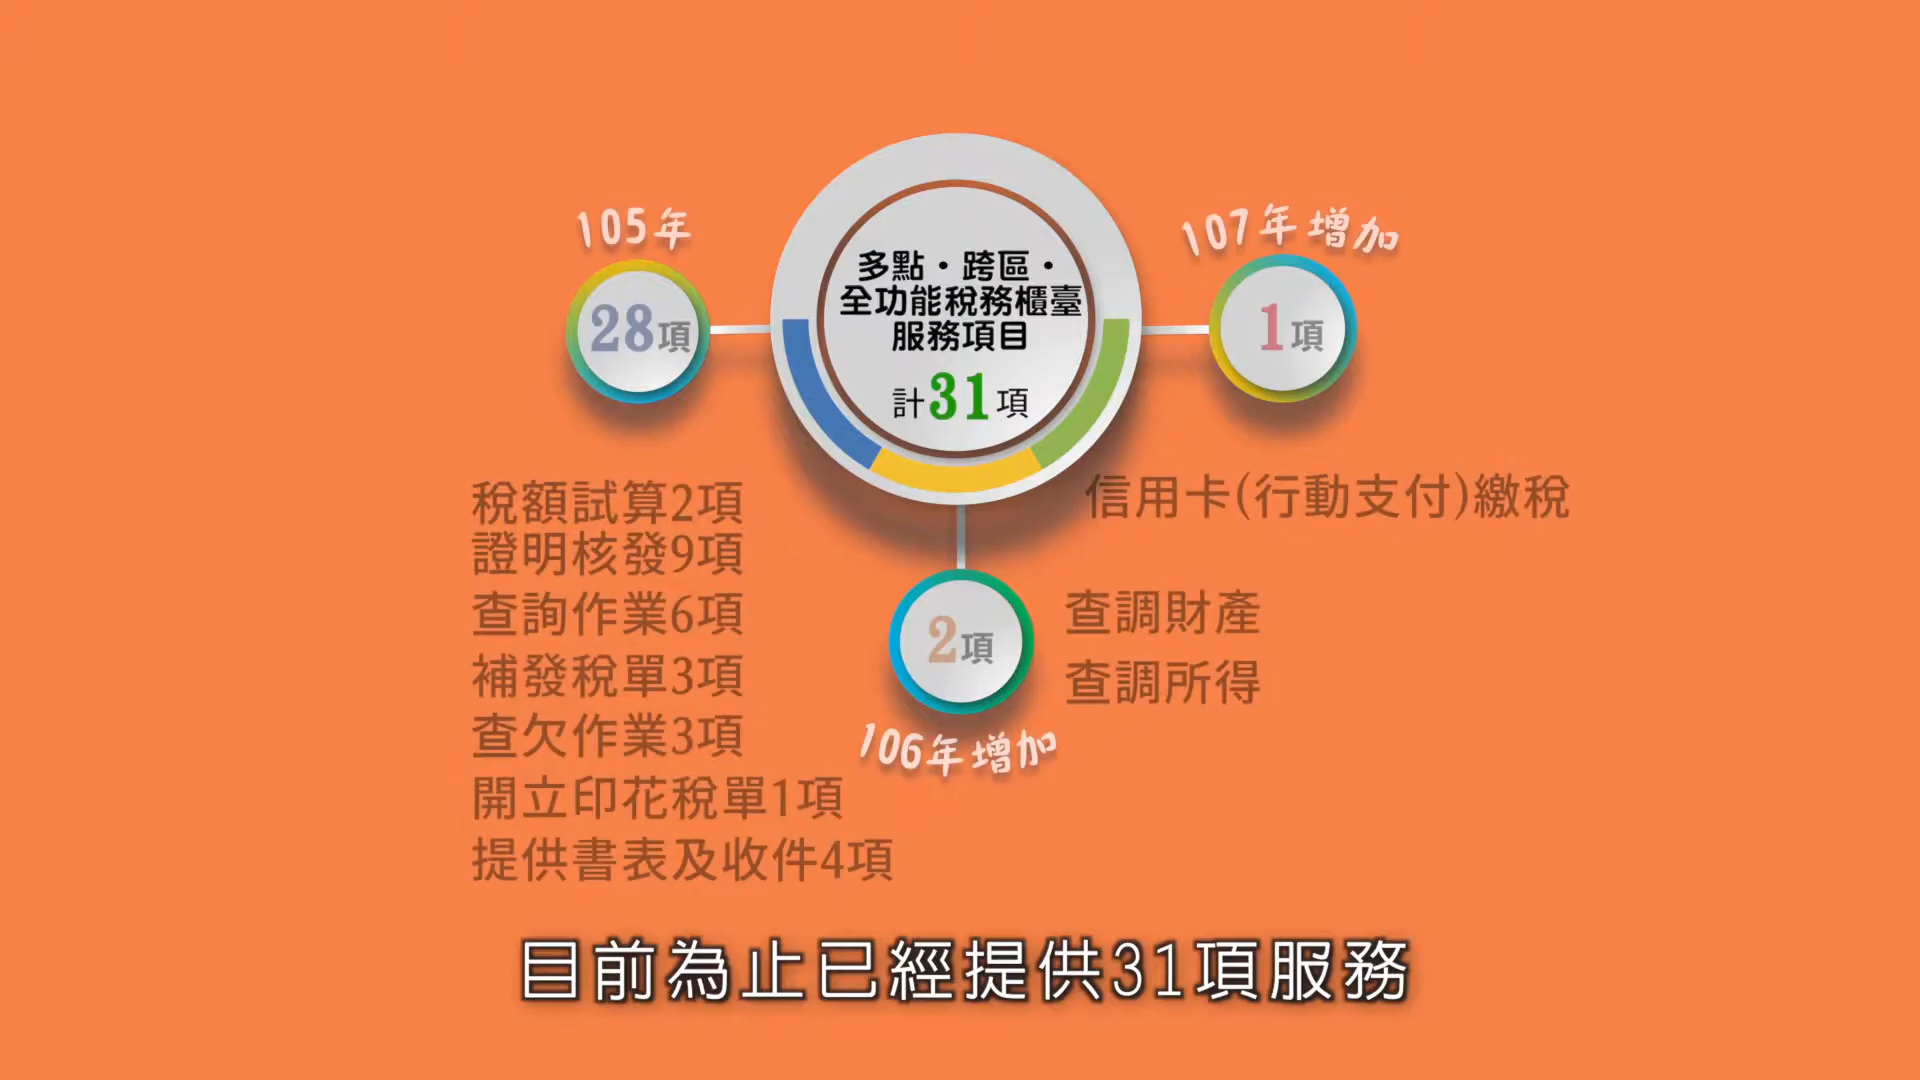 105年
28項
稅額試算2項
證明核發9項
查詢作業6項
補發稅單3項
查欠作業3項
開立印花稅單1項
提供書表及收件4項
多點・跨區・
全功能稅務櫃臺
服務項目
計31項
2項
106年增加
查調財產
查調所得
107年增加
1項
信用卡(行動支付)繳稅
目前為止已經提供31項服務